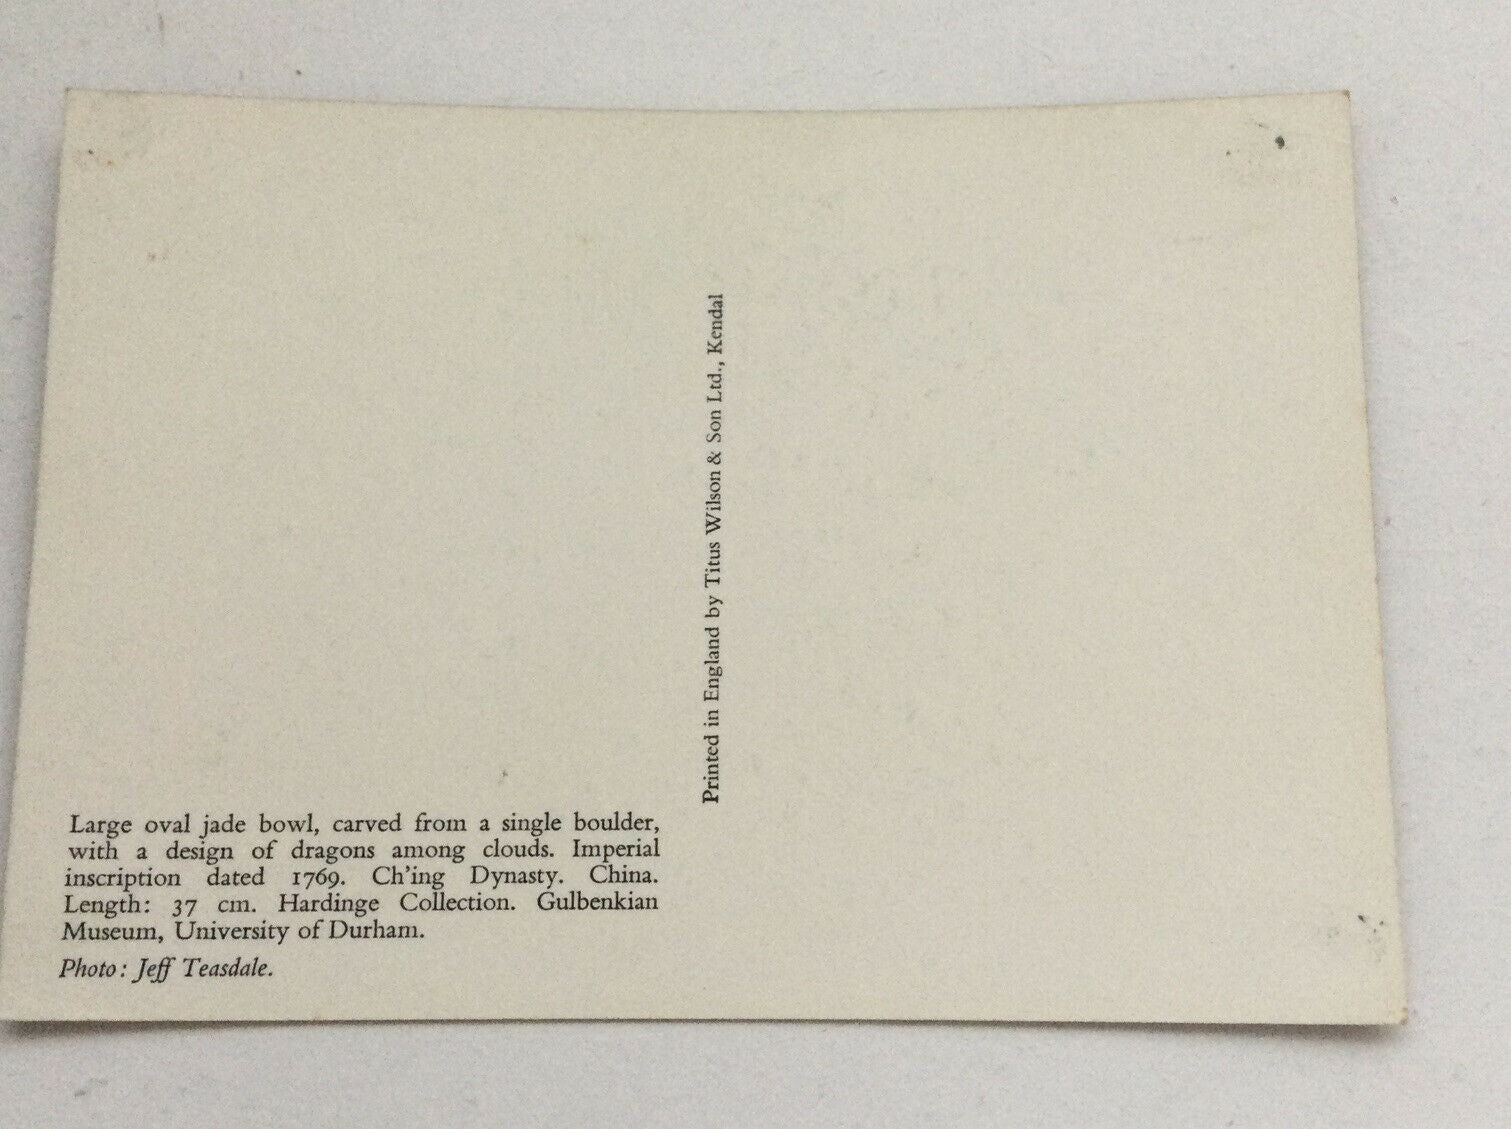 Large oval jade bowl, carved from a single boulder,
with a design of dragons among clouds. Imperial
inscription dated 1769. Ch'ing Dynasty. China.
Length: 37 cm. Hardinge Collection. Gulbenkian
Museum, University of Durham.
Photo: Jeff Teasdale.
Printed in England by Titus Wilson & Son Ltd., Kendal